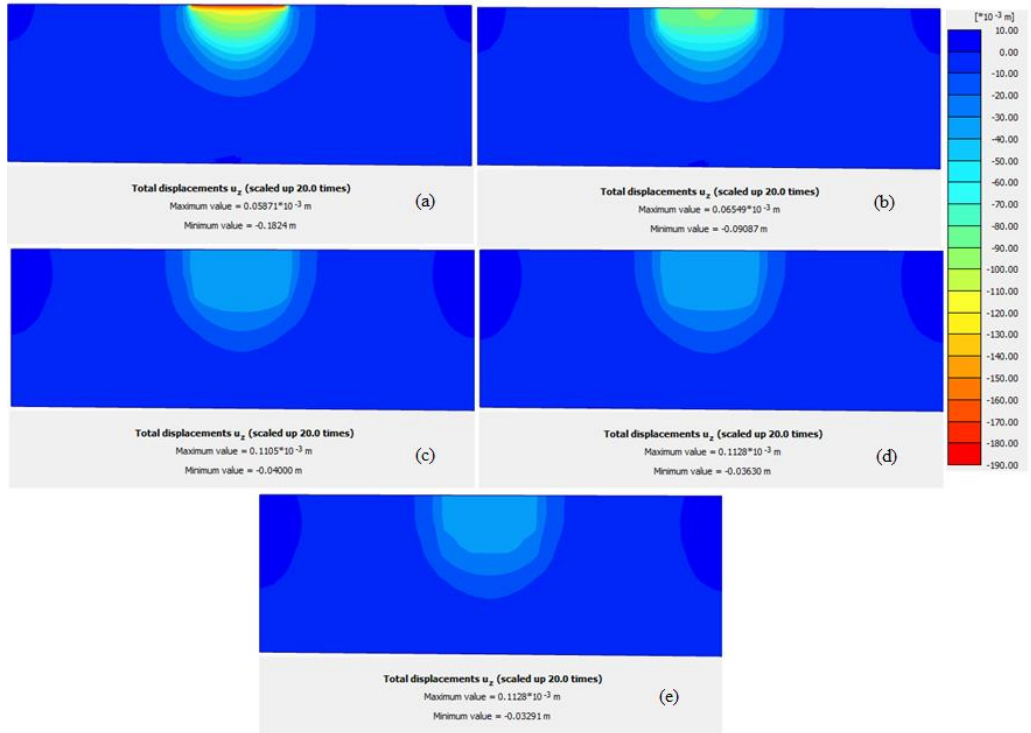 [*10 -3 m]
10.00
0.00
-10.00
-20.00
-30.00
-40.00
-50.00
-60.00
-70.00
-80.00
-90.00
-100.00
-110.00
-120.00
-130.00
-140.00
-150.00
-160.00
-170.00
-180.00
-190.00
Total displacements uz (scaled up 20.0 times)
Maximum value = 0.05871*10 -3 m
Minimum value = -0.1824 m
(a)
Total displacements uz (scaled up 20.0 times)
Maximum value = 0.06549*10 -3 m
Minimum value = -0.09087 m
(b)
Total displacements uz (scaled up 20.0 times)
Maximum value = 0.1105*10 -3 m
Minimum value = -0.04000 m
(c)
Total displacements uz (scaled up 20.0 times)
Maximum value = 0.1128*10 -3 m
Minimum value = -0.03630 m
(d)
Total displacements uz (scaled up 20.0 times)
Maximum value = 0.1128*10 -3 m
Minimum value = -0.03291 m
(e)